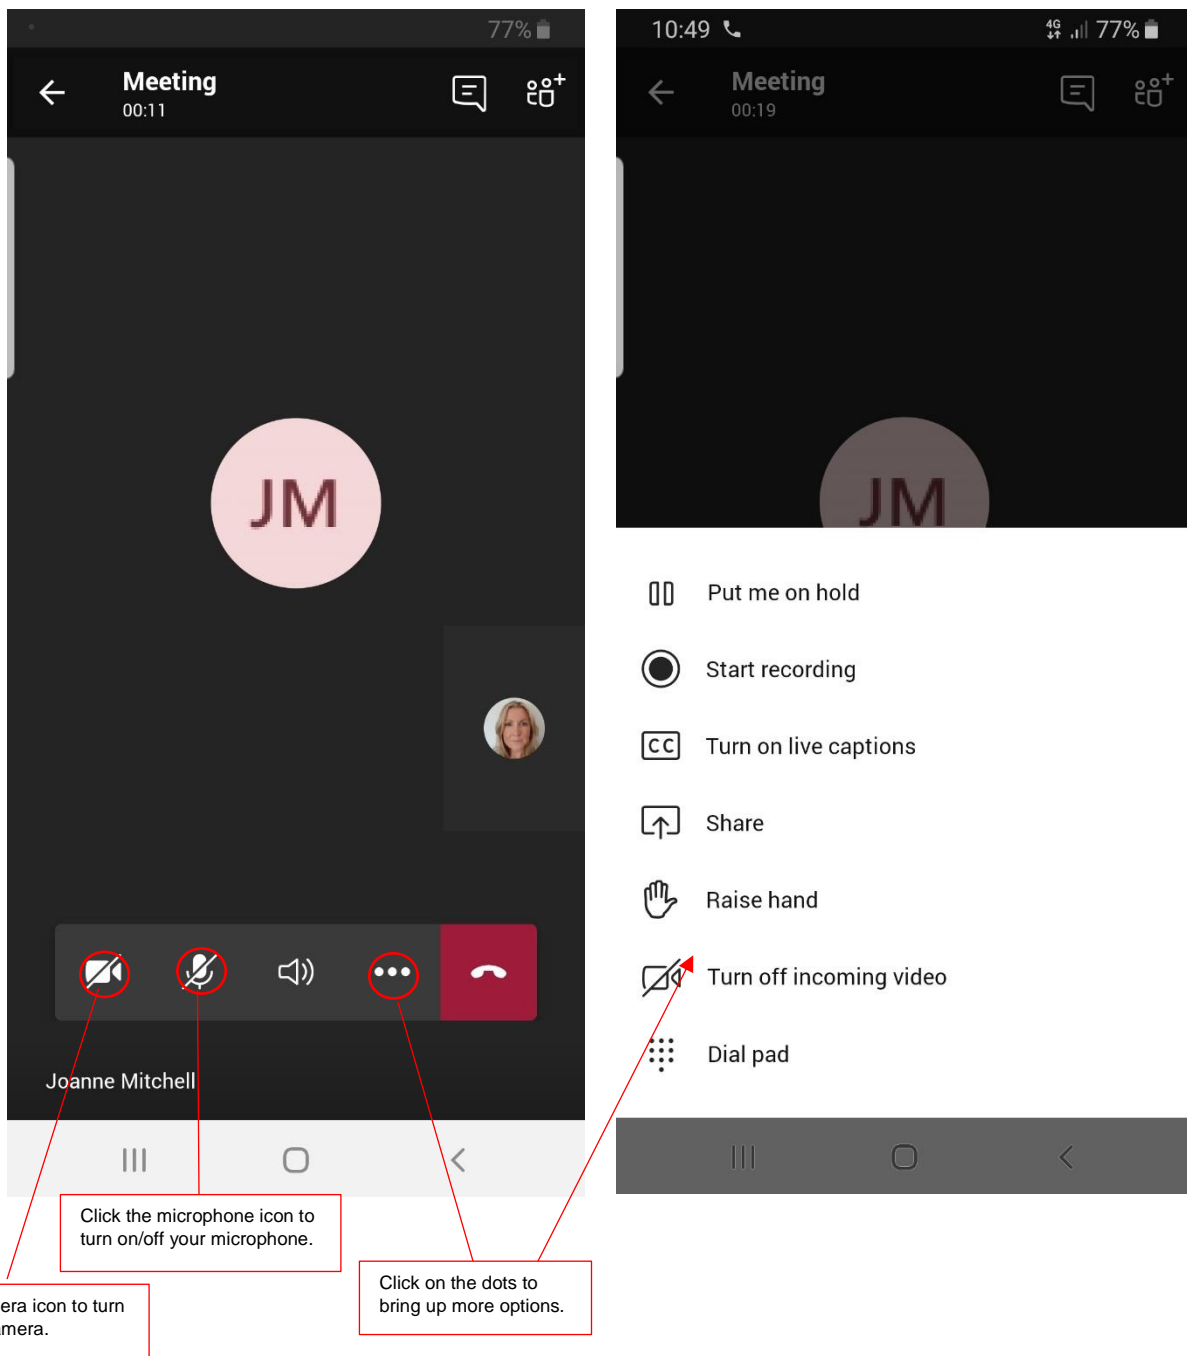 77%
Meeting
00:11
JM
Joanne Mitchell
10:49
4G
77%
Meeting
00:19
JM
Put me on hold
Start recording
CC
Turn on live captions
Share
Raise hand
Turn off incoming video
Dial pad
Click the microphone icon to
turn on/off your microphone.
Click on the dots to
bring up more options.
icon to turn